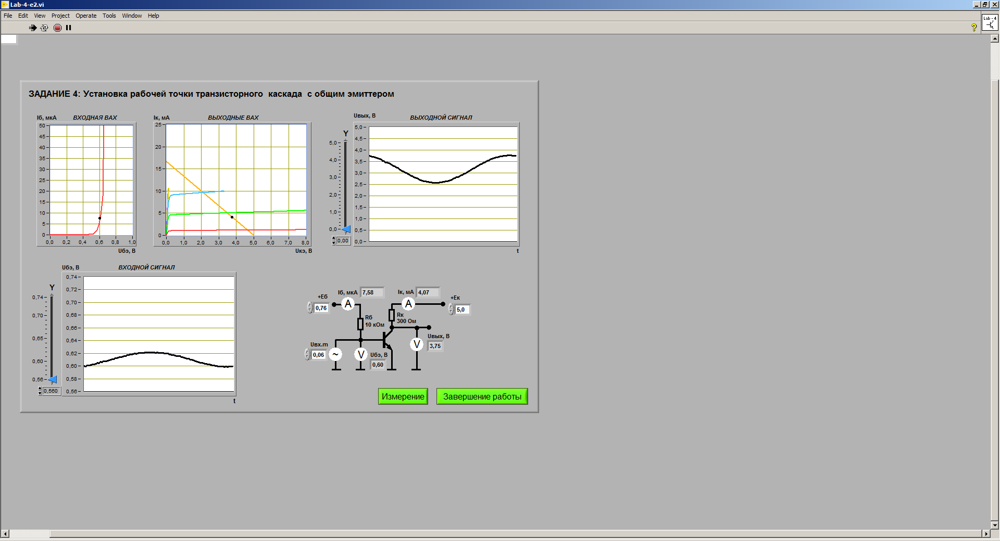 Lab-4-e2.vi
File Edit View Project Operate Tools Window Help
Lab - 4
ЗАДАНИЕ 4: Установка рабочей точки транзисторного каскада с общим эмиттером
Iб, мкА ВХОДНАЯ ВАХ
50
45
40
35
30
25
20
15
10
5
0
0,0 0,2 0,4 0,6 0,8 1,0
Uбэ, В
Iк, мА ВЫХОДНЫЕ ВАХ
25
20
15
10
5
0
0,0 1,0 2,0 3,0 4,0 5,0 6,0 7,0 8,0
Uкэ, В
Y
5,0
4,0
3,0
2,0
1,0
0,0
0,00
Uвых, В ВЫХОДНОЙ СИГНАЛ
5,0
4,5
4,0
3,5
3,0
2,5
2,0
1,5
1,0
0,5
0,0
t
Y
0,74
0,70
0,65
0,60
0,56
0,560
Uбэ, В ВХОДНОЙ СИГНАЛ
0,74
0,72
0,70
0,68
0,66
0,64
0,62
0,60
0,58
0,56
t
Iб, мкА 7,58
Iк, мА 4,07
+Eб
0,76
A
A
+Eк
5,0
Rб
10 кОм
Rк
300 Ом
Uвх.m
0,06
~
V
Uбэ, В
0,60
V
Uвых, В
3,75
Измерение
Завершение работы